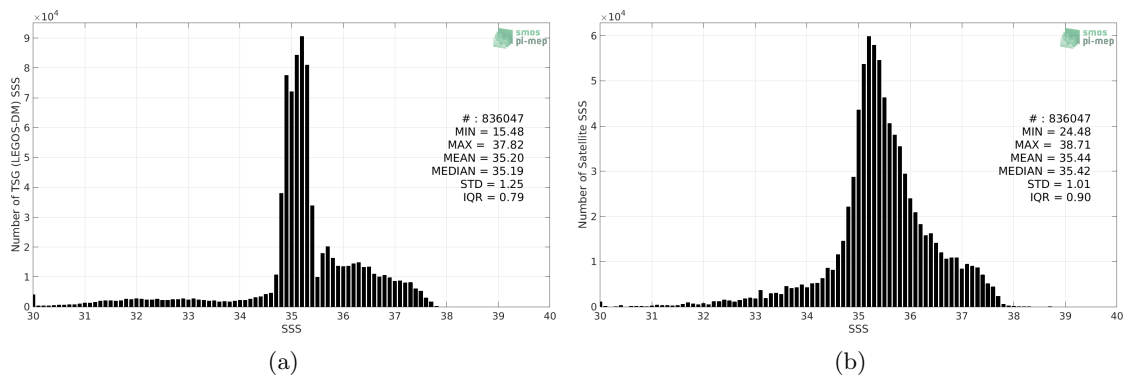 ×10⁴
smos
pi-mep
9
8
7
6
5
4
3
2
1
0
Number of TSG (LEGOS-DM) SSS
# : 836047
MIN = 15.48
MAX = 37.82
MEAN = 35.20
MEDIAN = 35.19
STD = 1.25
IQR = 0.79
30 31 32 33 34 35 36 37 38 39 40
SSS
(a)
×10⁴
smos
pi-mep
6
5
4
3
2
1
0
Number of Satellite SSS
# : 836047
MIN = 24.48
MAX = 38.71
MEAN = 35.44
MEDIAN = 35.42
STD = 1.01
IQR = 0.90
30 31 32 33 34 35 36 37 38 39 40
SSS
(b)